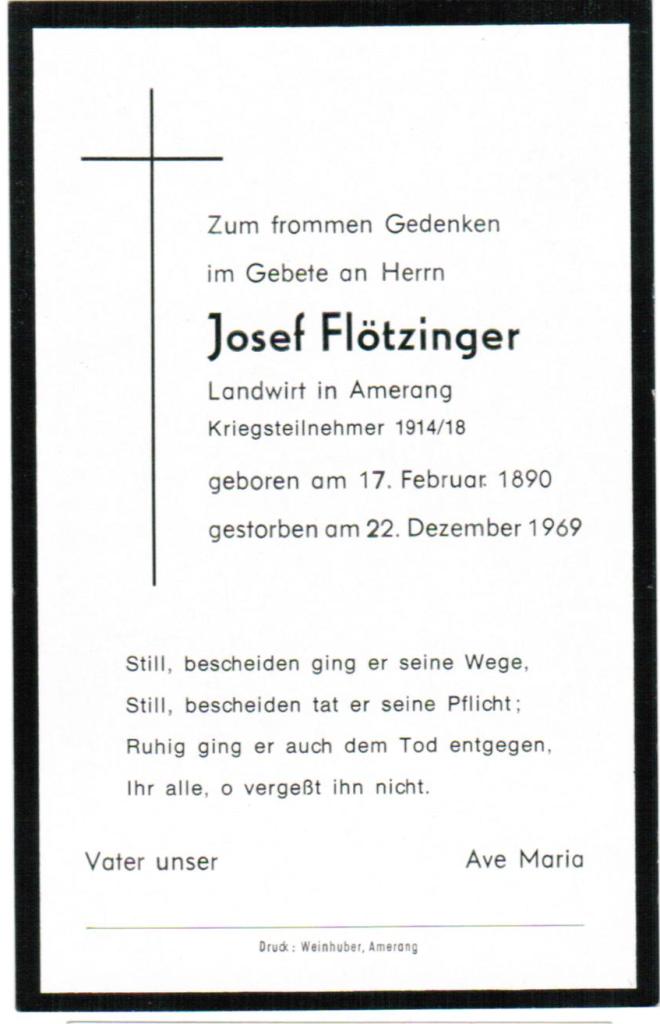 Zum frommen Gedenken
im Gebete an Herrn
Josef Flötzinger
Landwirt in Amerang
Kriegsteilnehmer 1914/18
geboren am 17. Februar 1890
gestorben am 22. Dezember 1969
Still, bescheiden ging er seine Wege,
Still, bescheiden tat er seine Pflicht;
Ruhig ging er auch dem Tod entgegen,
Ihr alle, o vergeßt ihn nicht.
Vater unser Ave Maria
Druck: Weinhuber, Amerang